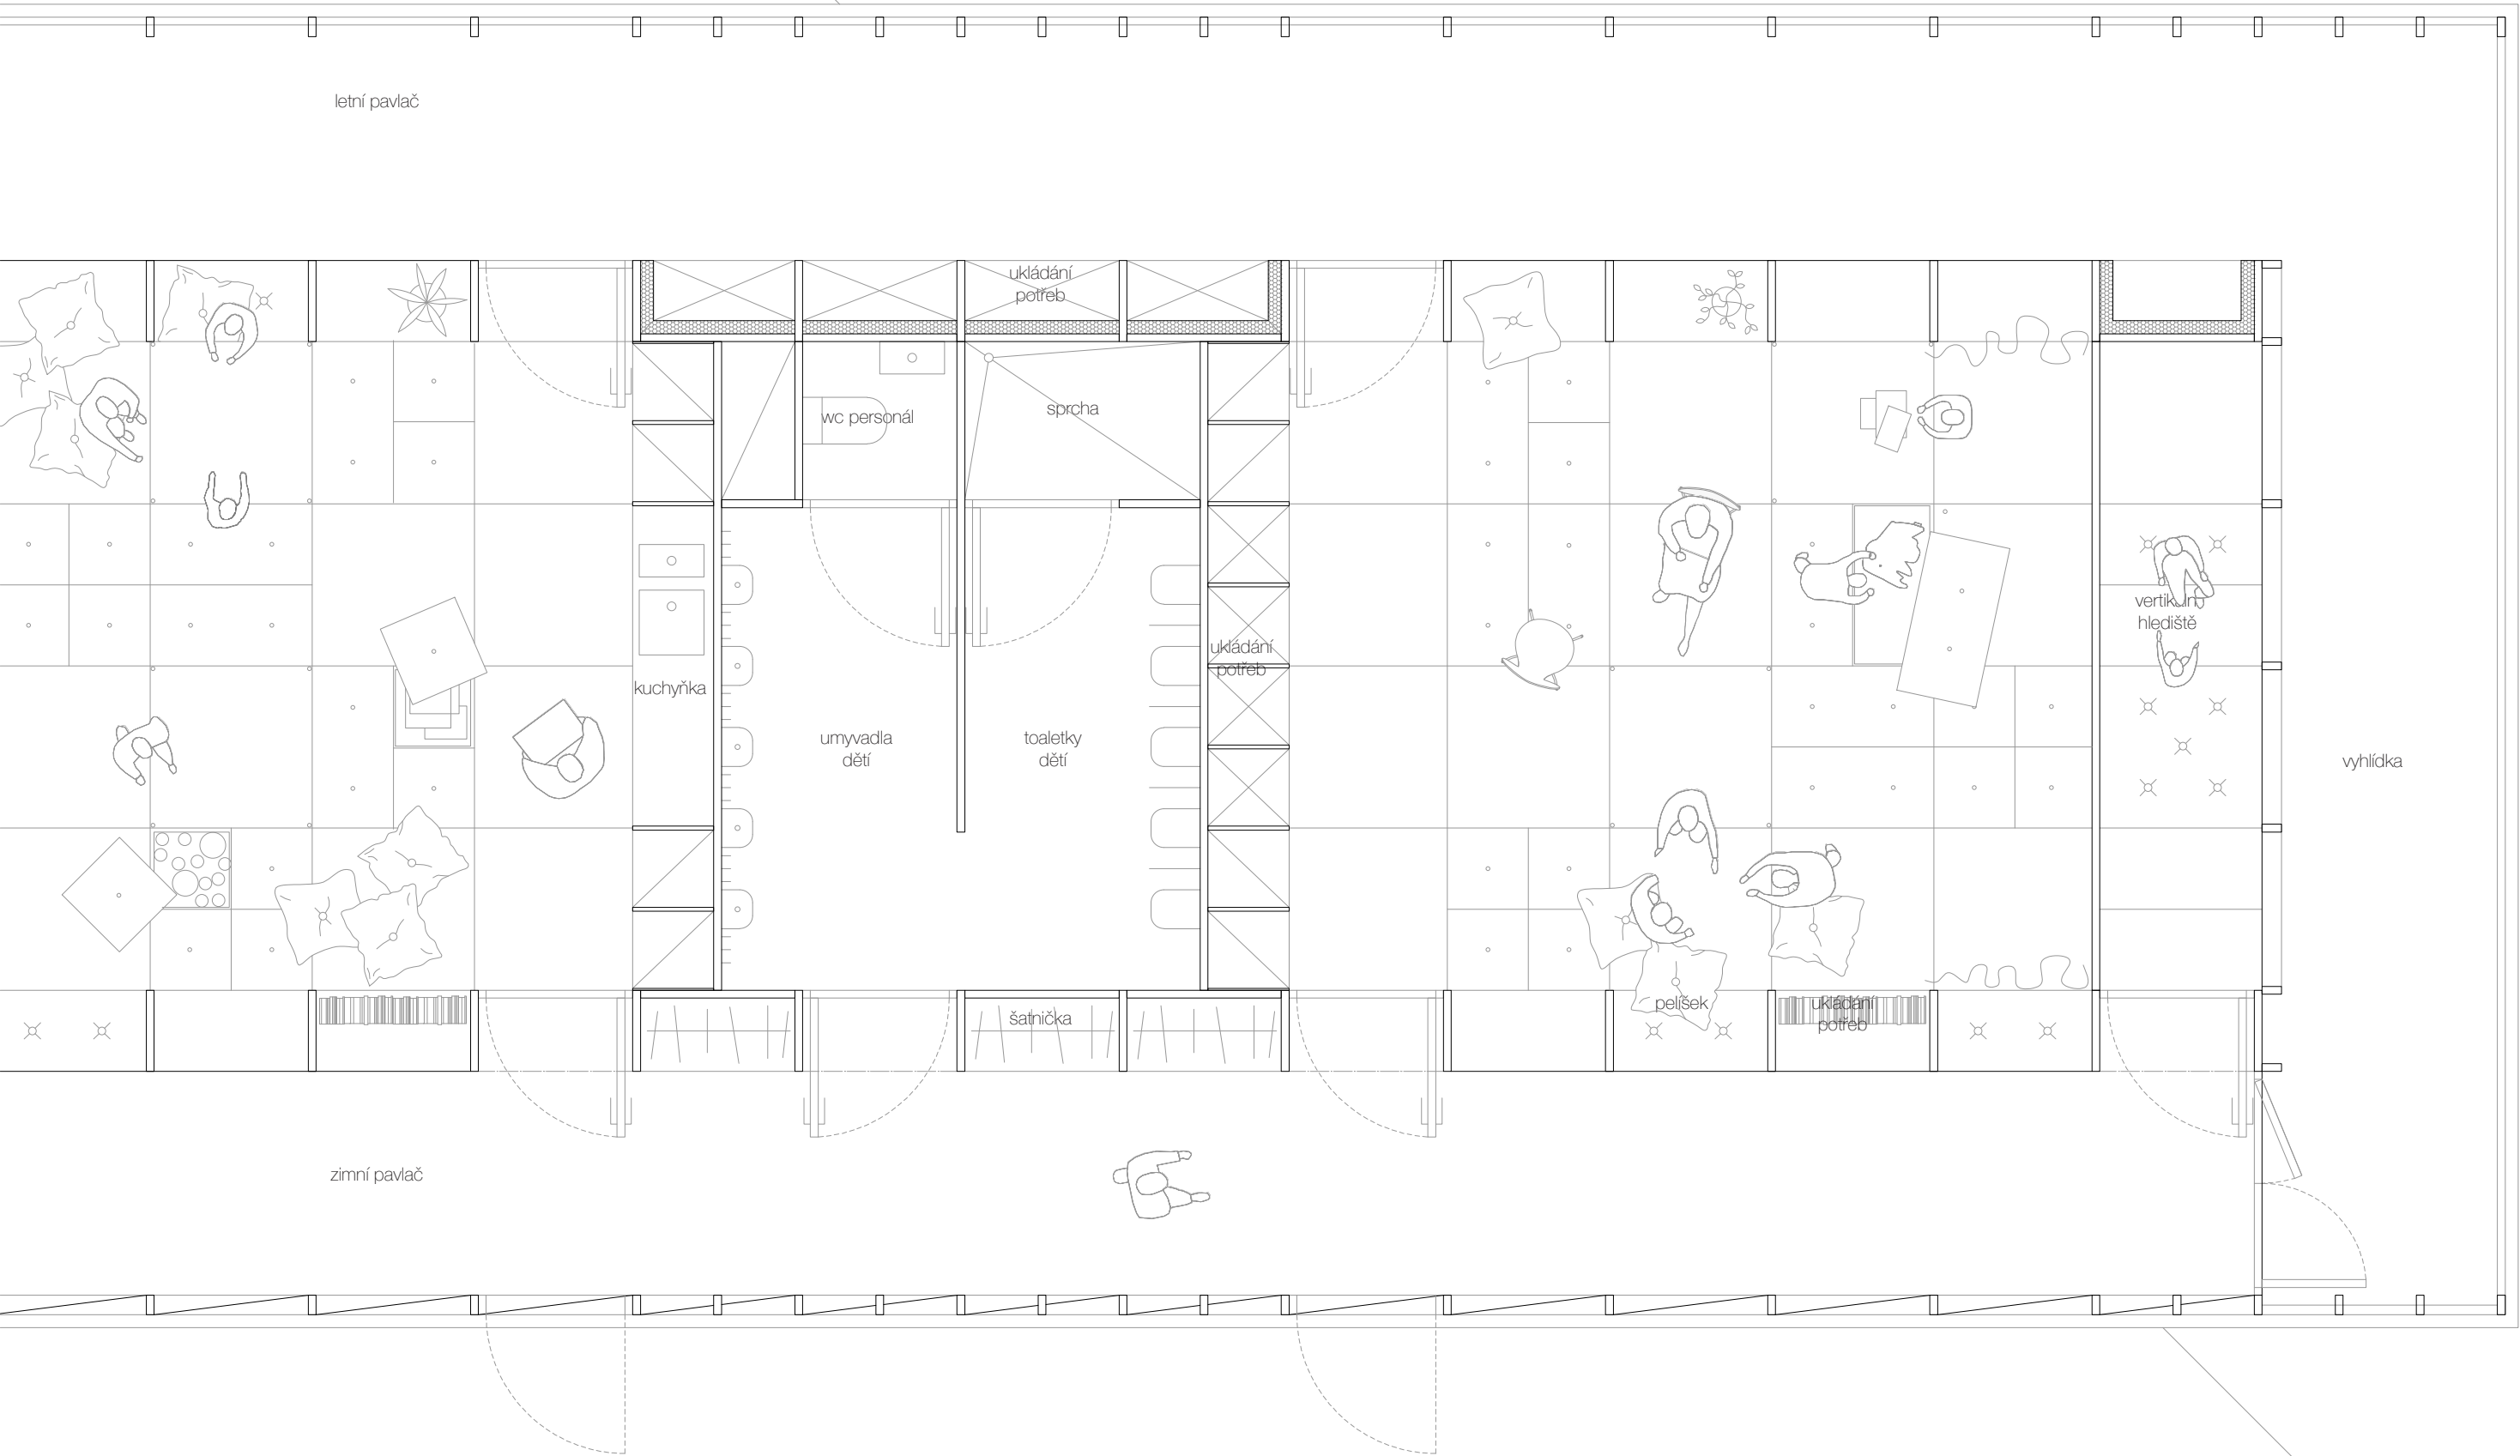 letní pavlač
ukládání
potřeb
wc personál
sprcha
vertikální
hlediště
ukládání
potřeb
kuchyňka
umyvadla
dětí
toaletky
dětí
vyhlídka
šatnička
pelíšek
ukládání
potřeb
zimní pavlač